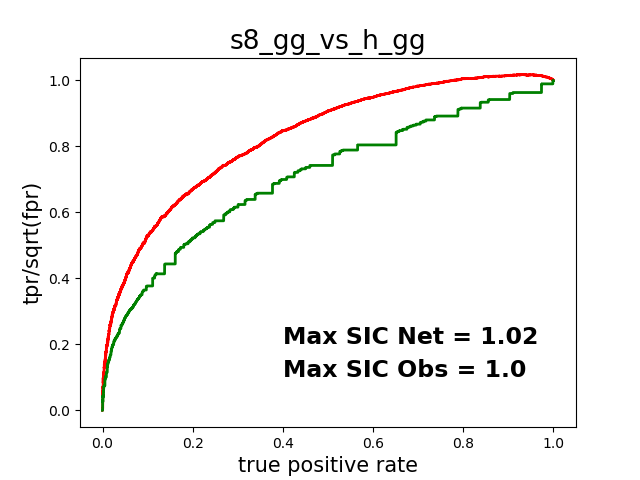 s8_gg_vs_h_gg
tpr/sqrt(fpr)
1.0
0.8
0.6
0.4
0.2
0.0
Max SIC Net = 1.02
Max SIC Obs = 1.0
0.0 0.2 0.4 0.6 0.8 1.0
true positive rate